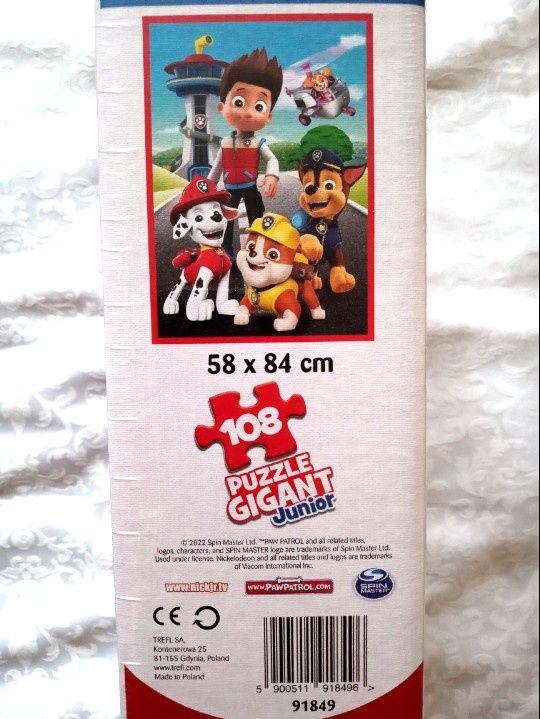 58 x 84 cm
108
PUZZLE
GIGANT
Junior
© 2022 Spin Master Ltd. ™PAW PATROL and all related titles,
logos, characters; and SPIN MASTER logo are trademarks of Spin Master Ltd.
Used under license. Nickelodeon and all related titles and logos are trademarks
of Viacom International Inc.
www.nickjr.tv
www.PAWPATROL.com
SPIN
MASTER™
CE
TREFL SA,
Kontenerowa 25
81-155 Gdynia, Poland
www.trefl.com
Made in Poland
5 900511 918496 >
91849